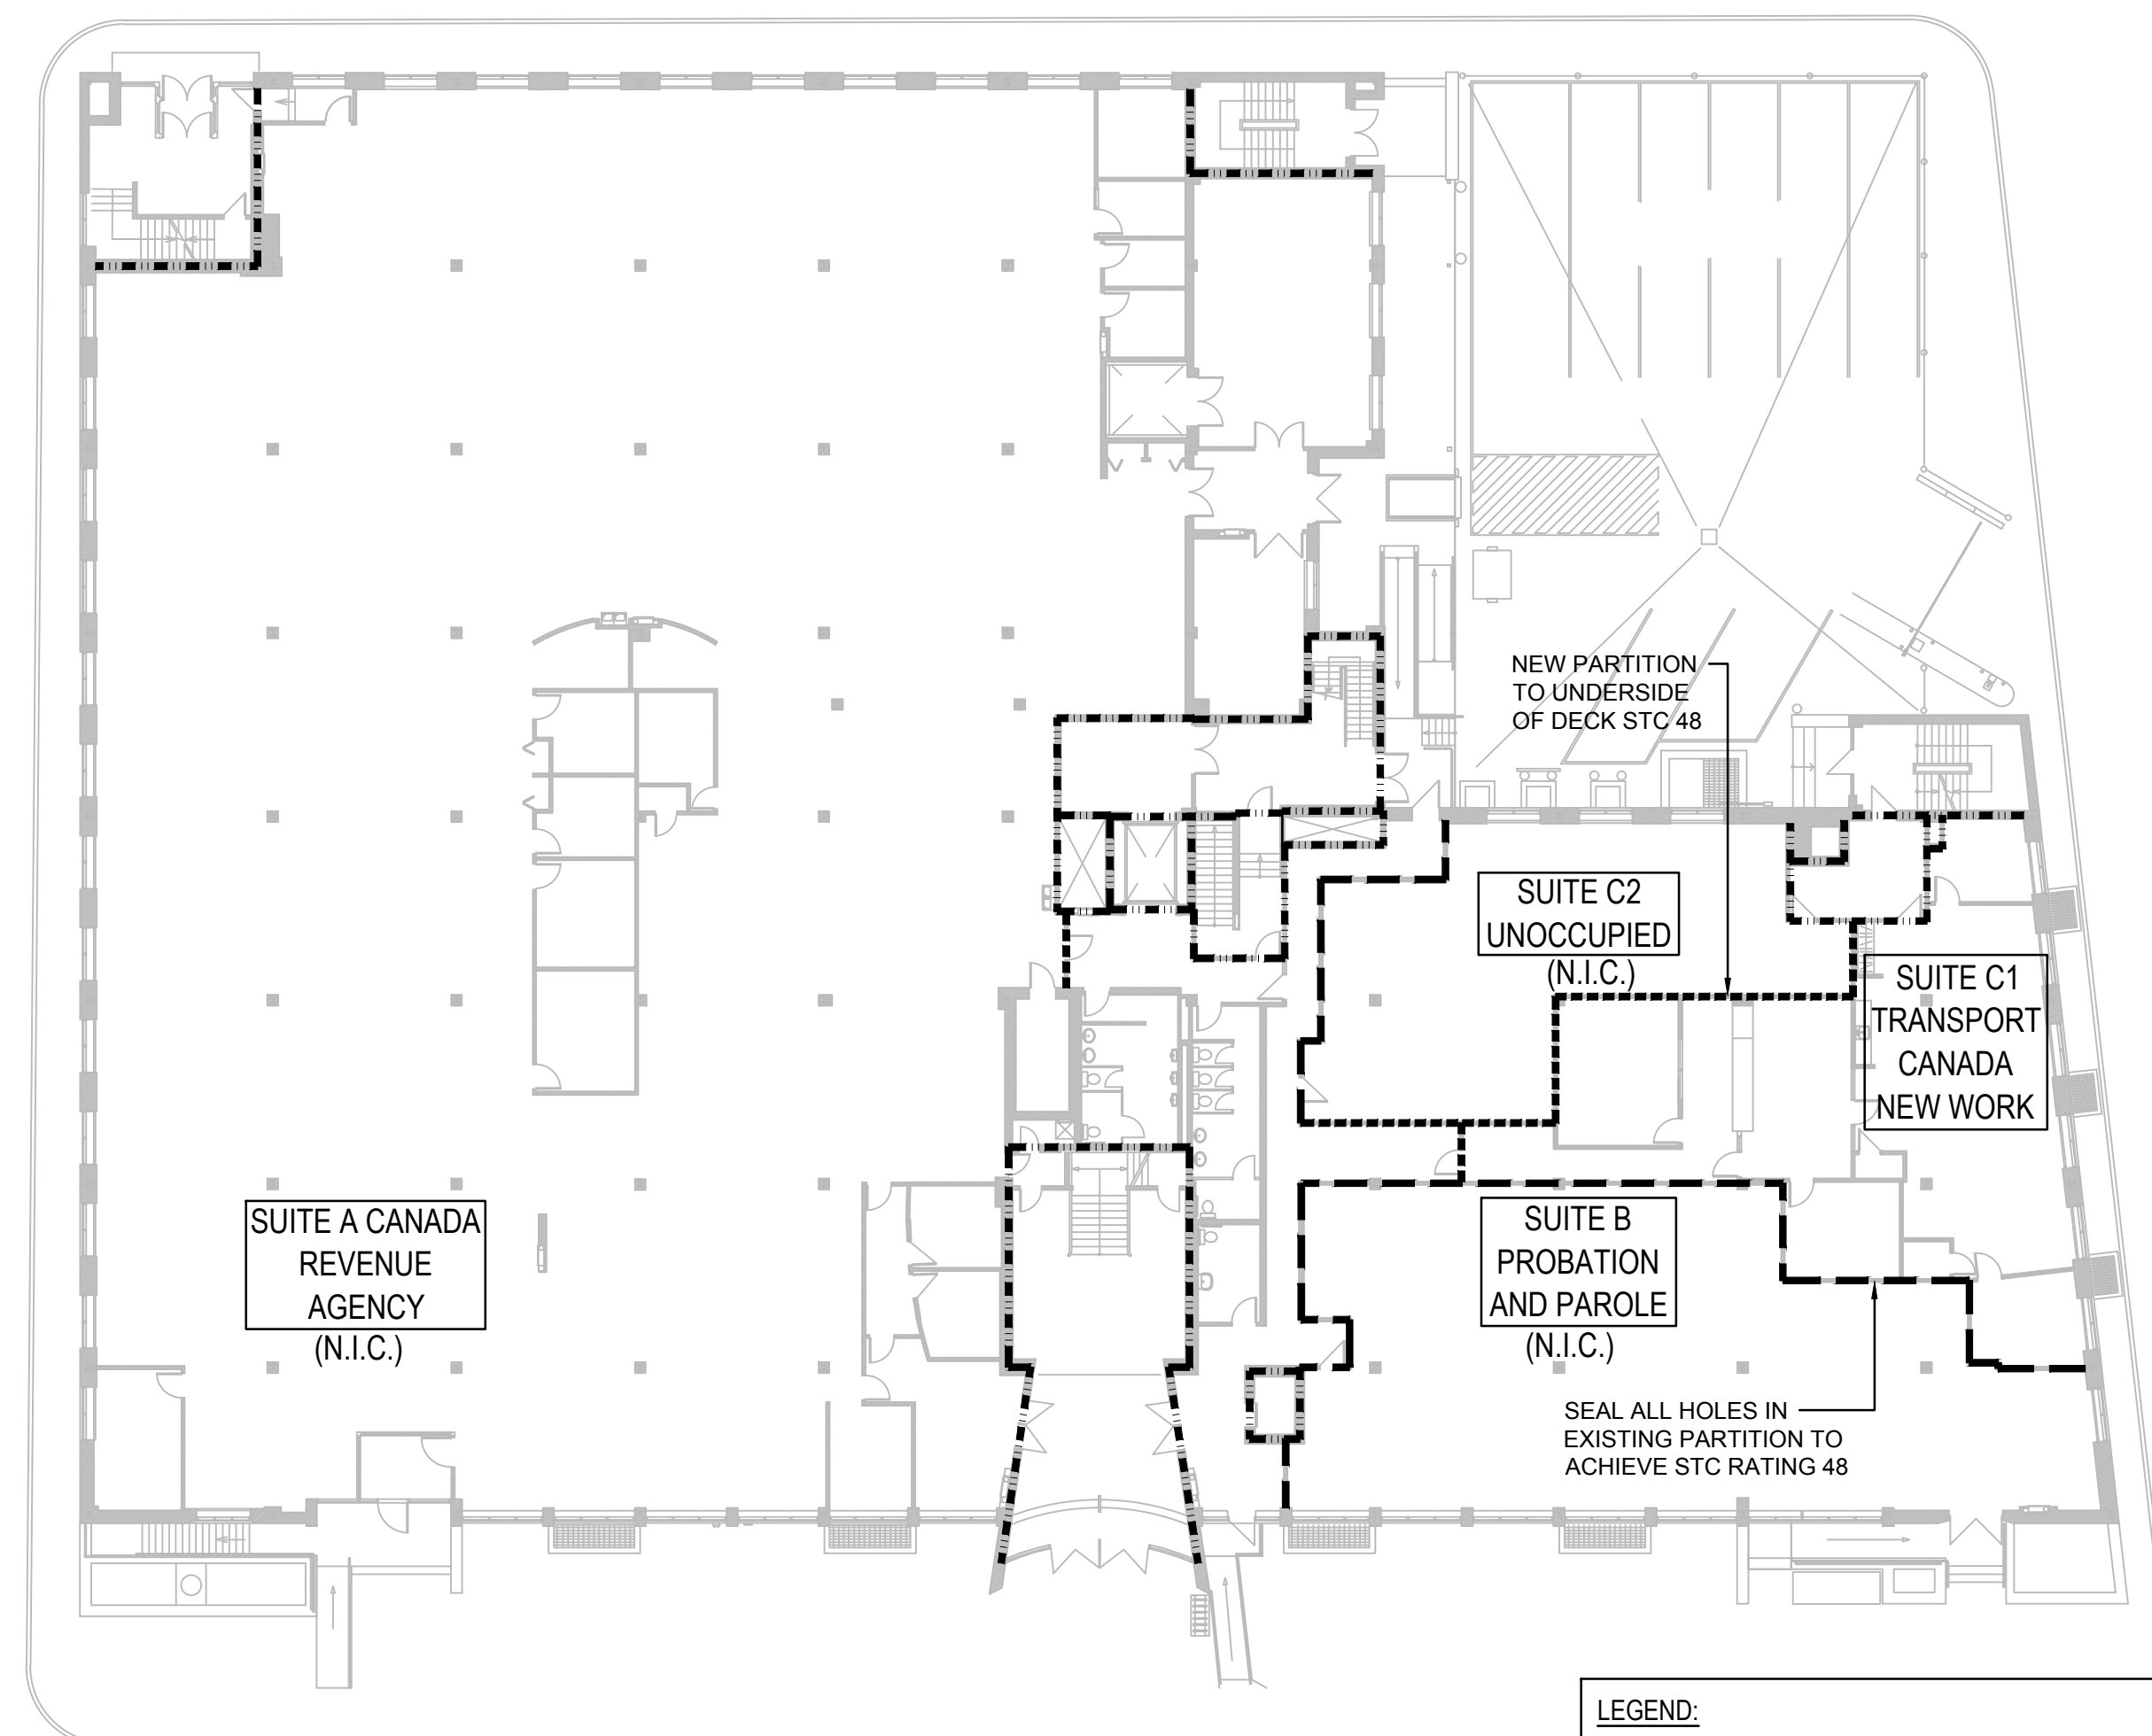 NEW PARTITION
TO UNDERSIDE
OF DECK STC 48
SUITE C2
UNOCCUPIED
(N.I.C.)
SUITE C1
TRANSPORT
CANADA
NEW WORK
SUITE A CANADA
REVENUE
AGENCY
(N.I.C.)
SUITE B
PROBATION
AND PAROLE
(N.I.C.)
SEAL ALL HOLES IN
EXISTING PARTITION TO
ACHIEVE STC RATING 48
LEGEND: